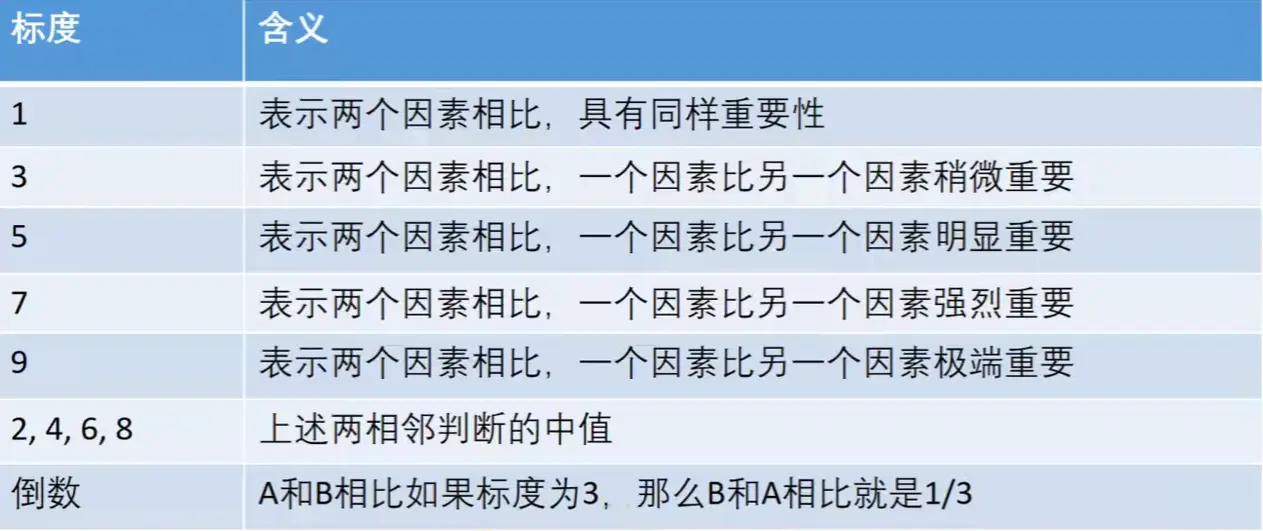 标度 含义
1 表示两个因素相比，具有同样重要性
3 表示两个因素相比，一个因素比另一个因素稍微重要
5 表示两个因素相比，一个因素比另一个因素明显重要
7 表示两个因素相比，一个因素比另一个因素强烈重要
9 表示两个因素相比，一个因素比另一个因素极端重要
2, 4, 6, 8 上述两相邻判断的中值
倒数 A和B相比如果标度为3，那么B和A相比就是1/3